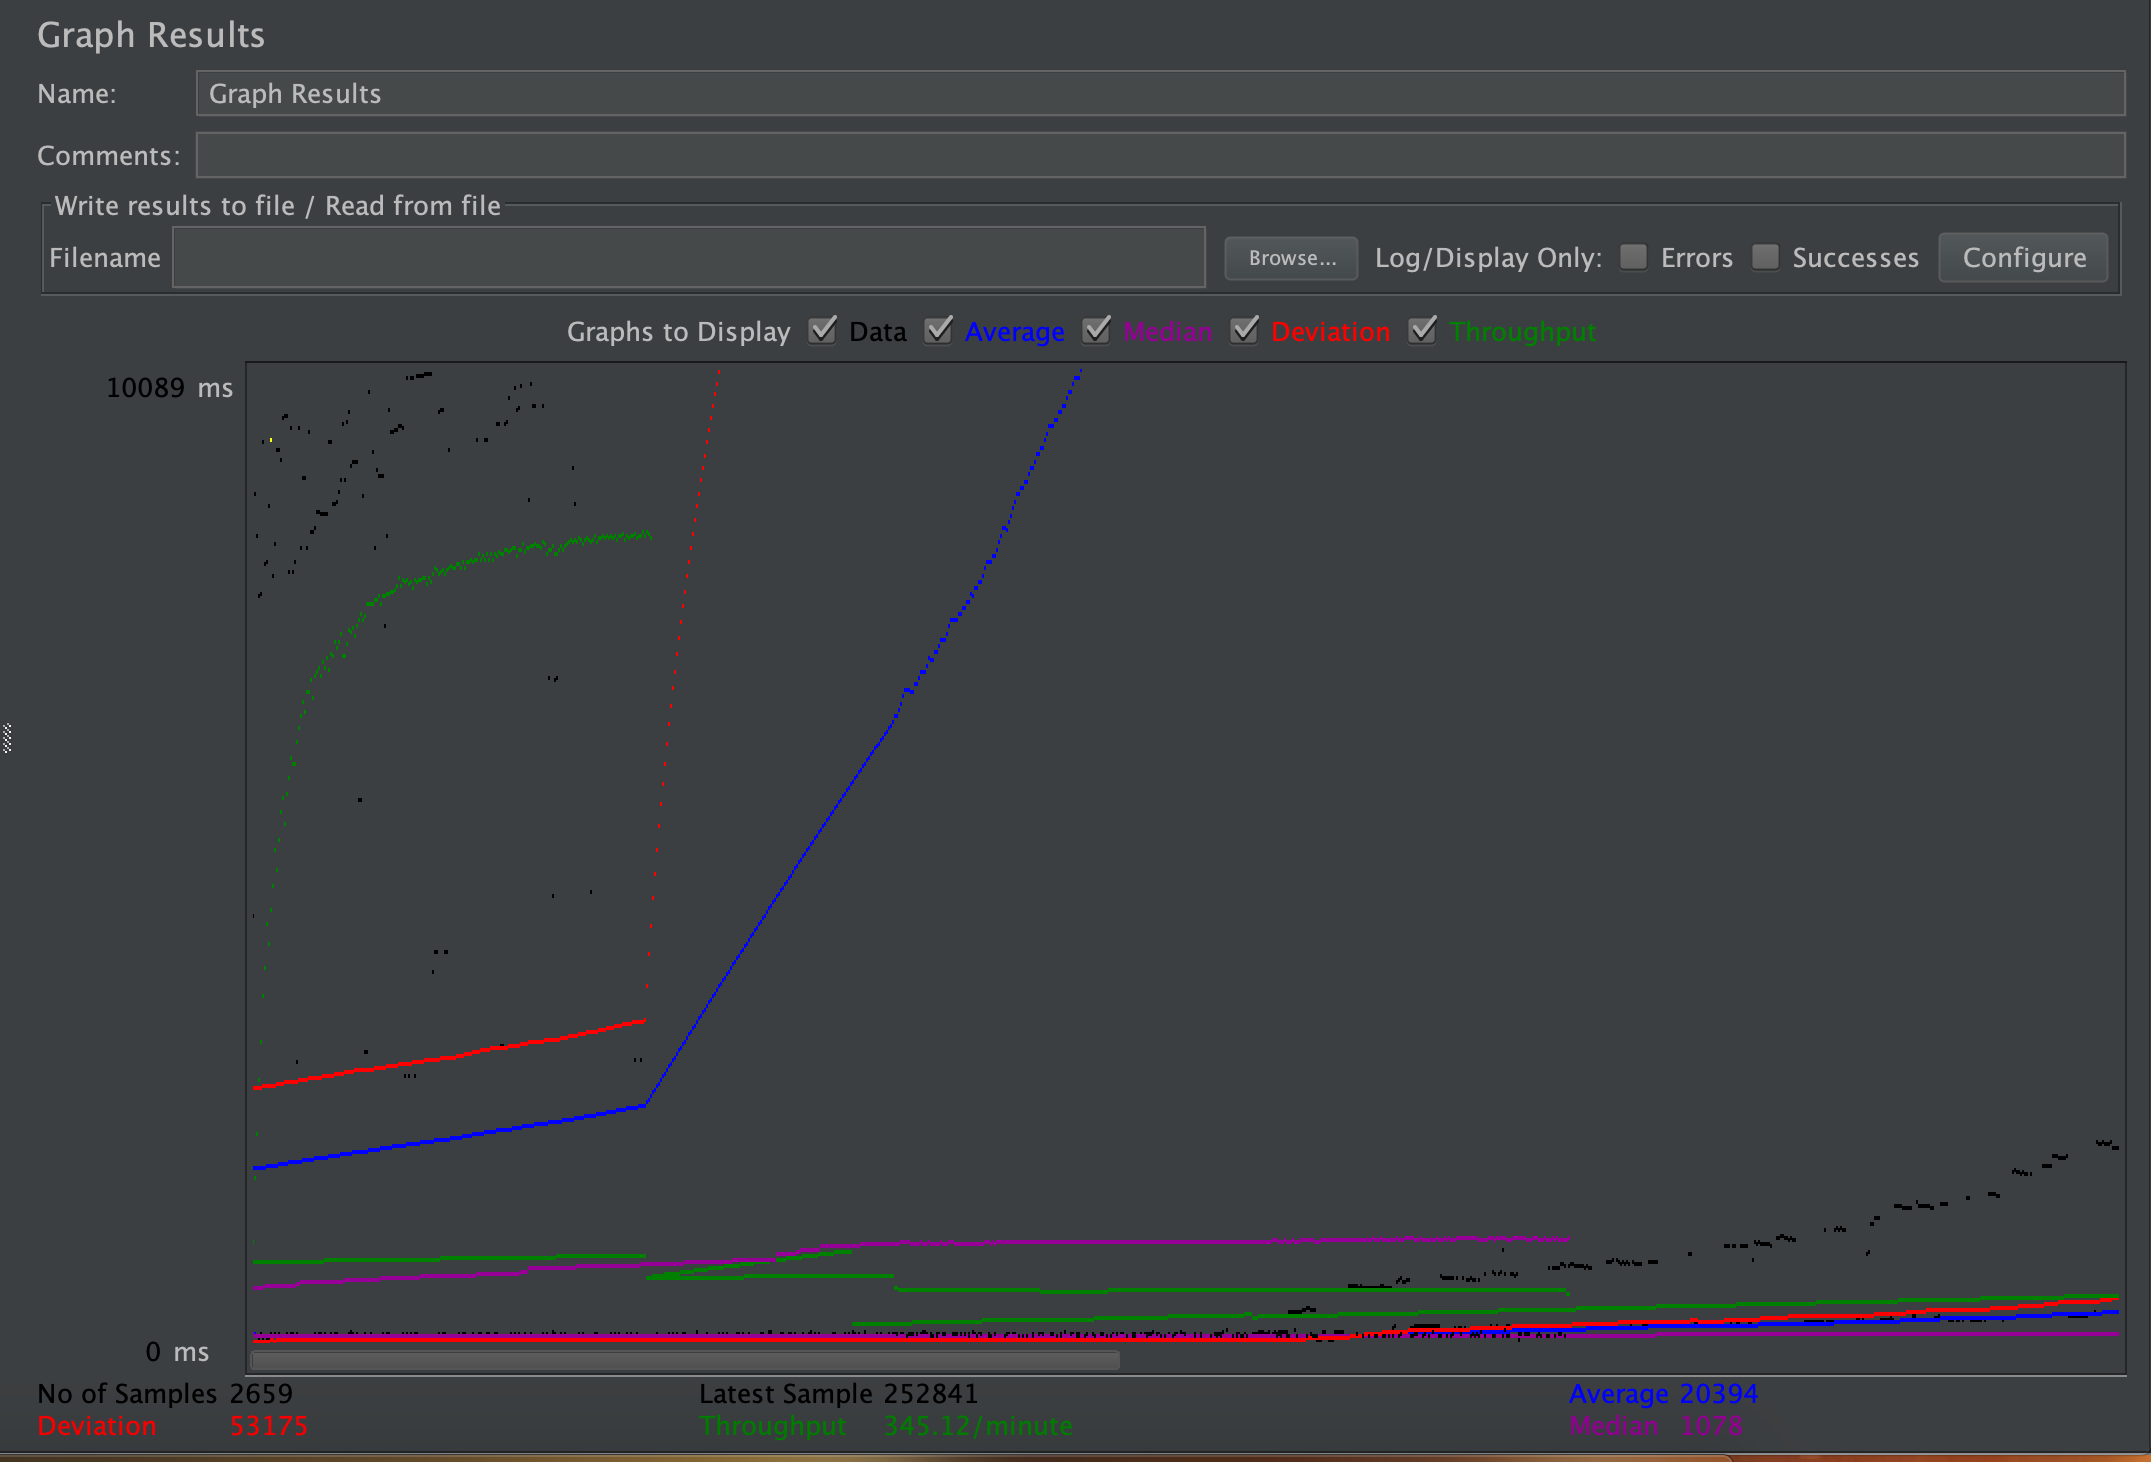 Graph Results
Name: Graph Results
Comments:
Write results to file / Read from file
Filename Browse... Log/Display Only: Errors Successes Configure
Graphs to Display Data Average Median Deviation Throughput
10089 ms
0 ms
No of Samples 2659 Latest Sample 252841 Average 20394
Deviation 53175 Throughput 345.12/minute Median 1078